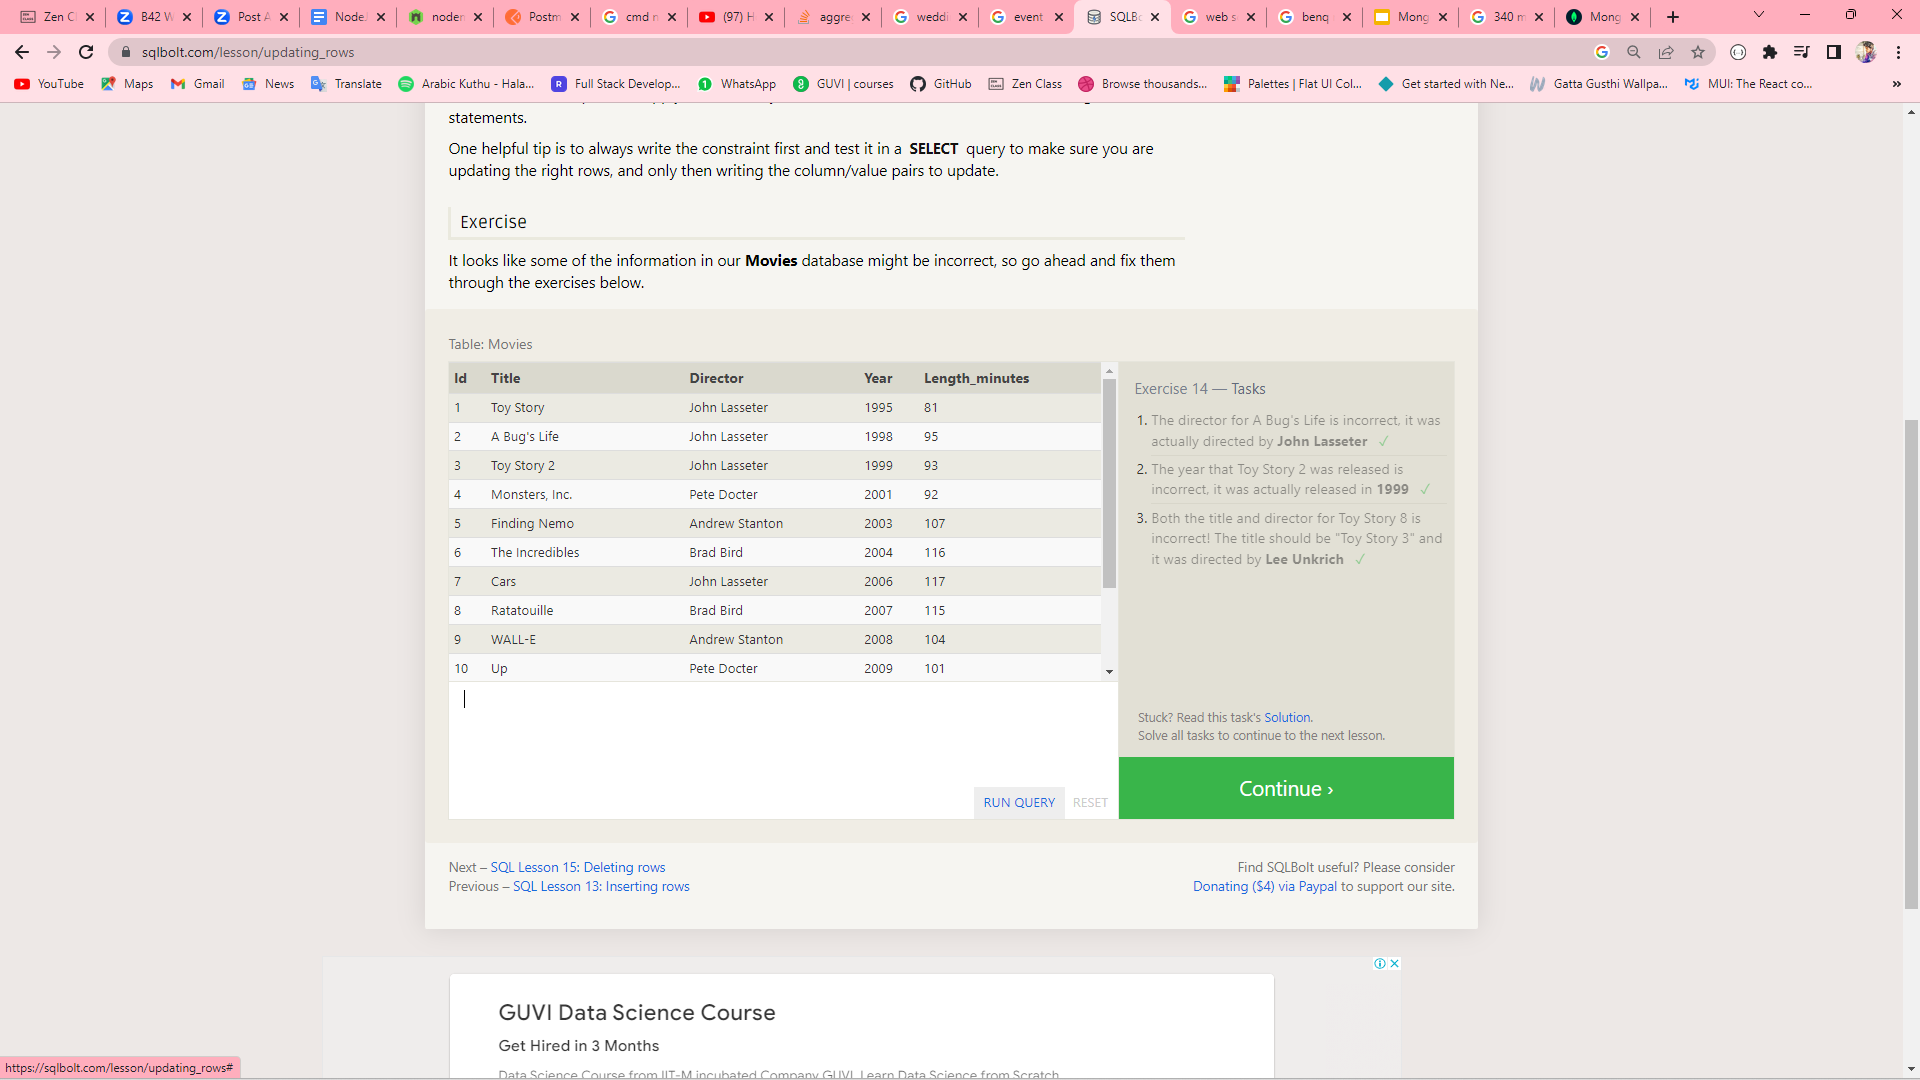 Zen C
B42 W
Post A
NodeJ
noder
Postm
cmd n
(97) H
aggre
weddi
event
SQLBo
web s
benq
Mong
340 m
Mong
sqlbolt.com/lesson/updating_rows
YouTube
Maps
Gmail
News
Translate
Arabic Kuthu - Hala...
Full Stack Develop...
WhatsApp
GUVI | courses
GitHub
Zen Class
Browse thousands...
Palettes | Flat UI Col...
Get started with Ne...
Gatta Gusthi Wallpa...
MUI: The React co...
»
statements.
One helpful tip is to always write the constraint first and test it in a SELECT query to make sure you are
updating the right rows, and only then writing the column/value pairs to update.
Exercise
It looks like some of the information in our Movies database might be incorrect, so go ahead and fix them
through the exercises below.
Table: Movies
Id Title Director Year Length_minutes
1 Toy Story John Lasseter 1995 81
2 A Bug's Life John Lasseter 1998 95
3 Toy Story 2 John Lasseter 1999 93
4 Monsters, Inc. Pete Docter 2001 92
5 Finding Nemo Andrew Stanton 2003 107
6 The Incredibles Brad Bird 2004 116
7 Cars John Lasseter 2006 117
8 Ratatouille Brad Bird 2007 115
9 WALL-E Andrew Stanton 2008 104
10 Up Pete Docter 2009 101
RUN QUERY RESET
Exercise 14 — Tasks
1. The director for A Bug's Life is incorrect, it was
actually directed by John Lasseter ✓
2. The year that Toy Story 2 was released is
incorrect, it was actually released in 1999 ✓
3. Both the title and director for Toy Story 8 is
incorrect! The title should be "Toy Story 3" and
it was directed by Lee Unkrich ✓
Stuck? Read this task's Solution.
Solve all tasks to continue to the next lesson.
Continue ›
Next – SQL Lesson 15: Deleting rows
Previous – SQL Lesson 13: Inserting rows
Find SQLBolt useful? Please consider
Donating ($4) via Paypal to support our site.
GUVI Data Science Course
Get Hired in 3 Months
Data Science Course from IIT-M incubated Company GUVI. Learn Data Science from Scratch
https://sqlbolt.com/lesson/updating_rows#